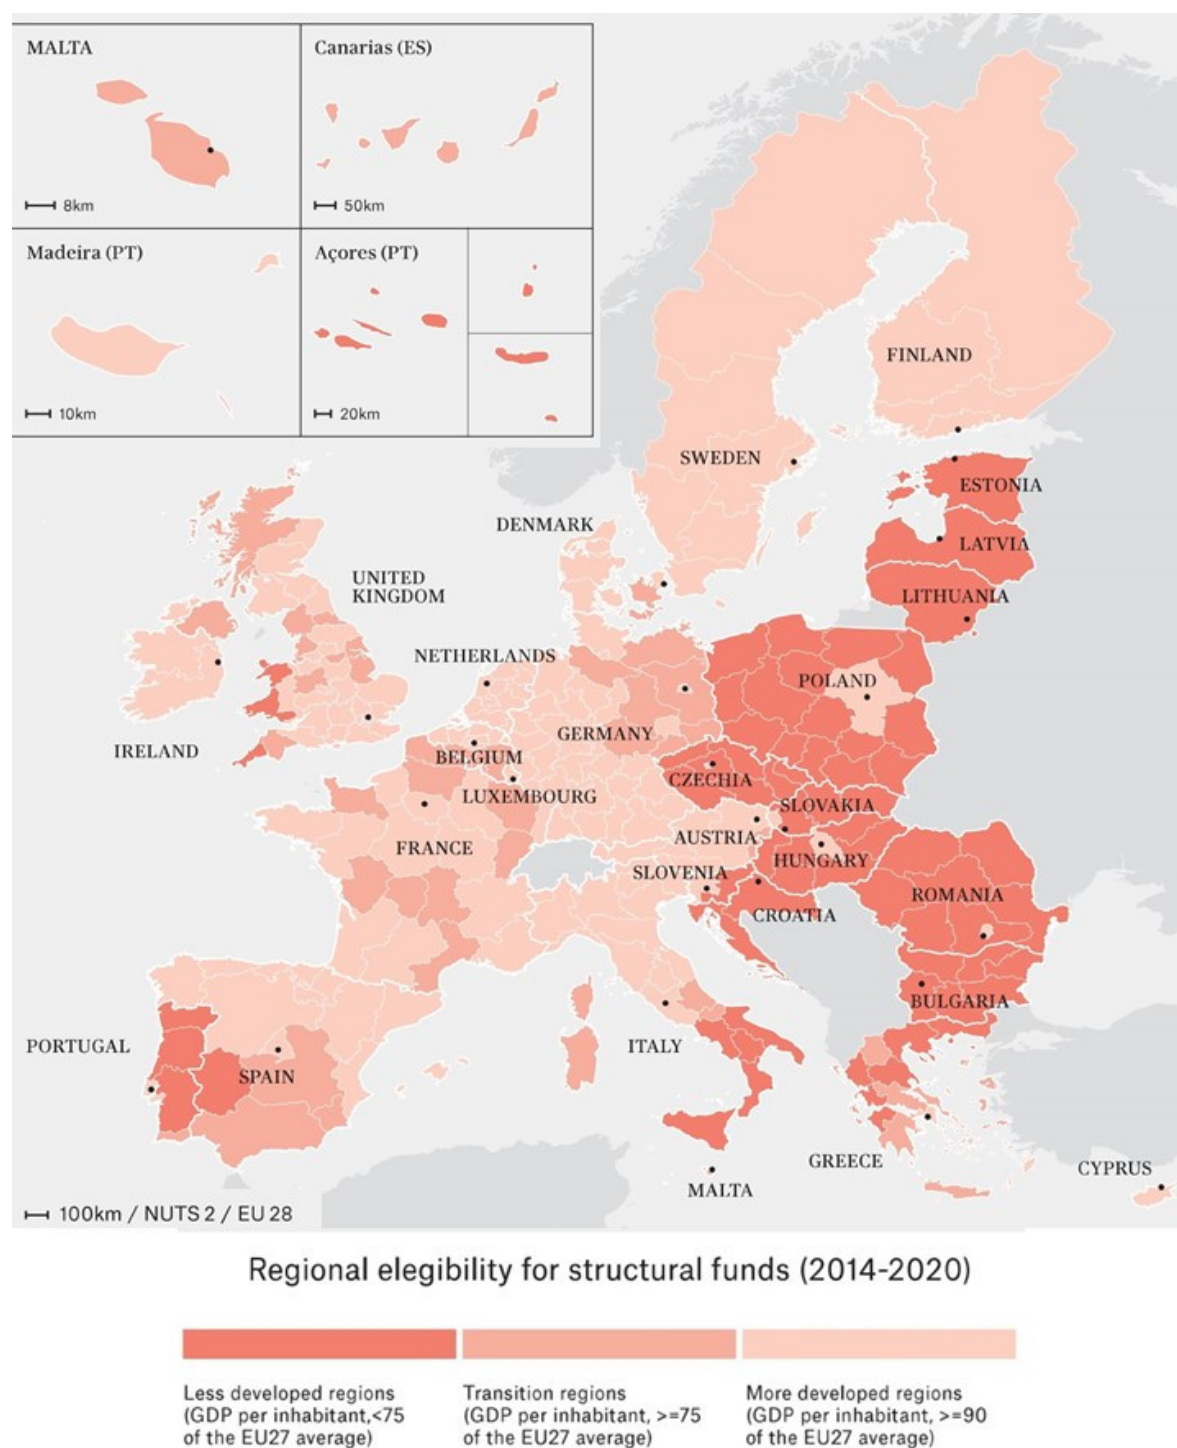 MALTA
Canarias (ES)
8km
50km
Madeira (PT)
Açores (PT)
10km
20km
FINLAND
SWEDEN
ESTONIA
DENMARK
LATVIA
UNITED
KINGDOM
LITHUANIA
NETHERLANDS
POLAND
GERMANY
IRELAND
BELGIUM
CZECHIA
LUXEMBOURG
SLOVAKIA
AUSTRIA
FRANCE
HUNGARY
SLOVENIA
ROMANIA
CROATIA
BULGARIA
PORTUGAL
ITALY
SPAIN
GREECE
CYPRUS
MALTA
100km / NUTS 2 / EU 28
Regional elegibility for structural funds (2014-2020)
Less developed regions
(GDP per inhabitant,<75
of the EU27 average)
Transition regions
(GDP per inhabitant, >=75
of the EU27 average)
More developed regions
(GDP per inhabitant, >=90
of the EU27 average)